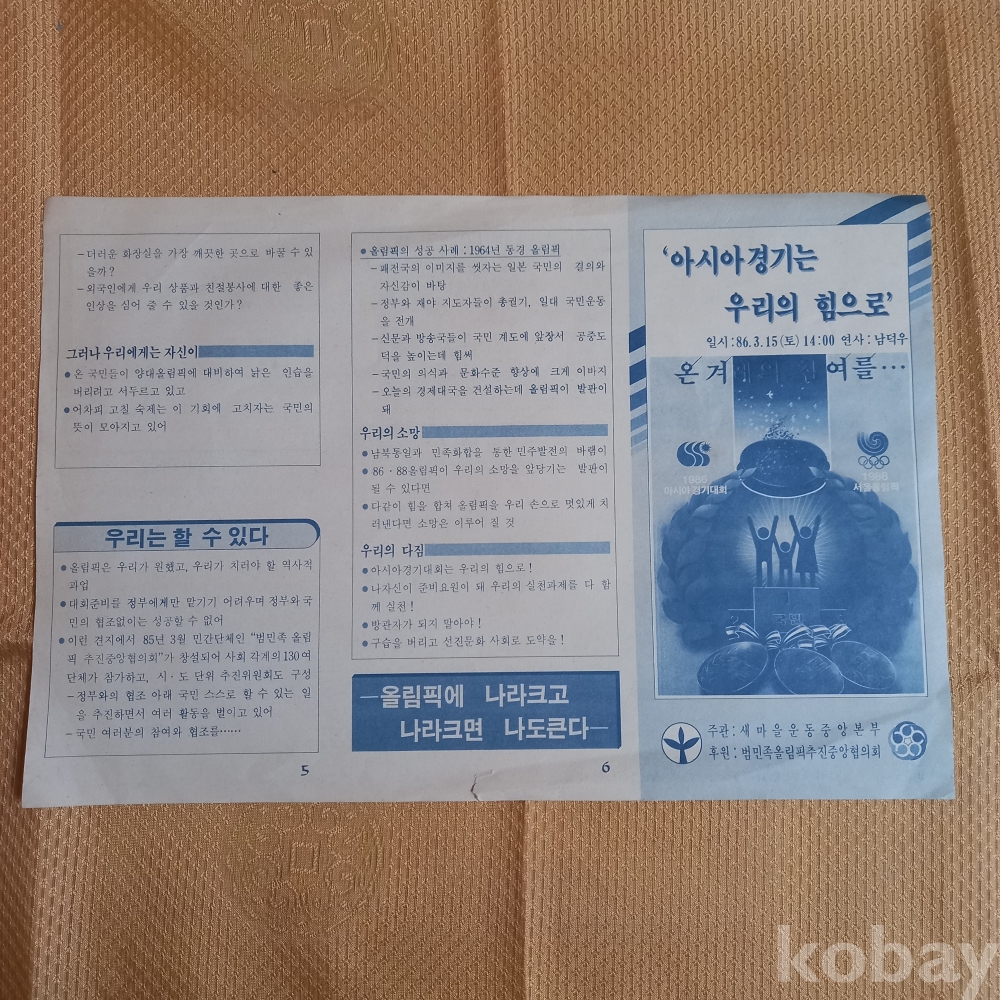 －더러운 화장실을 가장 깨끗한 곳으로 바꿀 수 있
을까?
－외국인에게 우리 상품과 친절봉사에 대한 좋은
인상을 심어 줄 수 있을 것인가?
그러나 우리에게는 자신이
●온 국민들이 양대올림픽에 대비하여 낡은 인습을
버리려고 서두르고 있고
●어차피 고칠 숙제는 이 기회에 고치자는 국민의
뜻이 모아지고 있어
우리는 할 수 있다
●올림픽은 우리가 원했고, 우리가 치러야 할 역사적
과업
●대회준비를 정부에게만 맡기기 어려우며 정부와 국
민의 협조없이는 성공할 수 없어
●이런 견지에서 85년 3월 민간단체인 "범민족 올림
픽 추진중앙협의회"가 창설되어 사회 각계의 130여
단체가 참가하고, 시·도 단위 추진위원회도 구성
－정부와의 협조 아래 국민 스스로 할 수 있는 일
을 추진하면서 여러 활동을 벌이고 있어
－국민 여러분의 참여와 협조를……
5
●올림픽의 성공 사례 : 1964년 동경 올림픽
－패전국의 이미지를 씻자는 일본 국민의 결의와
자신감이 바탕
－정부와 재야 지도자들이 총궐기, 일대 국민운동
을 전개
－신문과 방송국들이 국민 계도에 앞장서 공중도
덕을 높이는데 힘써
－국민의 의식과 문화수준 향상에 크게 이바지
－오늘의 경제대국을 건설하는데 올림픽이 발판이
돼
우리의 소망
●남북통일과 민족화합을 통한 민주발전의 바램이
●86·88올림픽이 우리의 소망을 앞당기는 발판이
될 수 있다면
●다같이 힘을 합쳐 올림픽을 우리 손으로 멋있게 치
러낸다면 소망은 이루어 질 것
우리의 다짐
●아시아경기대회는 우리의 힘으로!
●나자신이 준비요원이 돼 우리의 실천과제를 다 함
께 실천!
●방관자가 되지 말아야!
●구습을 버리고 선진문화 사회로 도약을!
―올림픽에 나라크고
나라크면 나도큰다―
6
'아시아경기는
우리의 힘으로'
일시:86.3.15(토) 14:00 연사:남덕우
온겨레의 참여를…
1986
아시아경기대회
1988
서울올림픽
주관:새마을운동중앙본부
후원:범민족올림픽추진중앙협의회
kobay